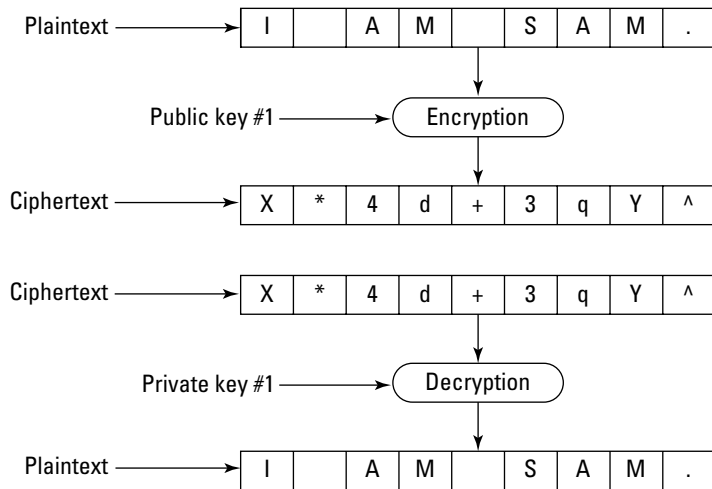 Plaintext I A M S A M .
Public key #1 Encryption
Ciphertext X * 4 d + 3 q Y ^
Ciphertext X * 4 d + 3 q Y ^
Private key #1 Decryption
Plaintext I A M S A M .